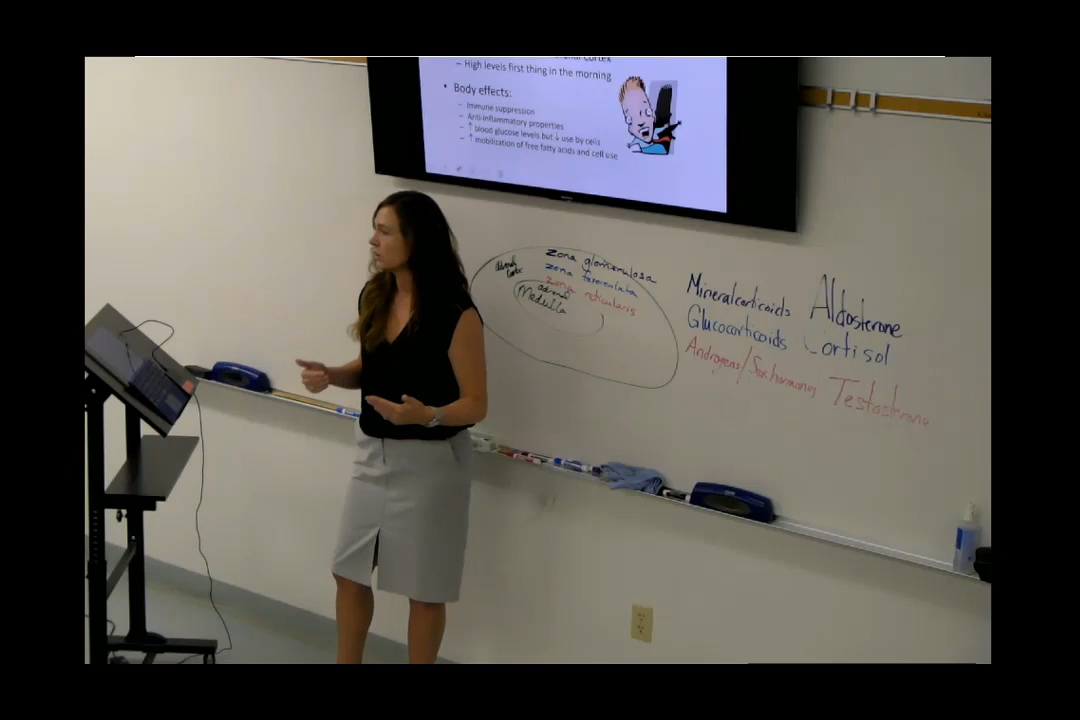 cortex
– High levels first thing in the morning
• Body effects:
– Immune suppression
– Anti-inflammatory properties
– ↑ blood glucose levels but ↓ use by cells
– ↑ mobilization of free fatty acids and cell use
zona glomerulosa
zona
zona reticularis
adrenal
Medulla
Mineralcorticoids Aldosterone
Glucocorticoids Cortisol
Androgens/Sex hormones Testosterone